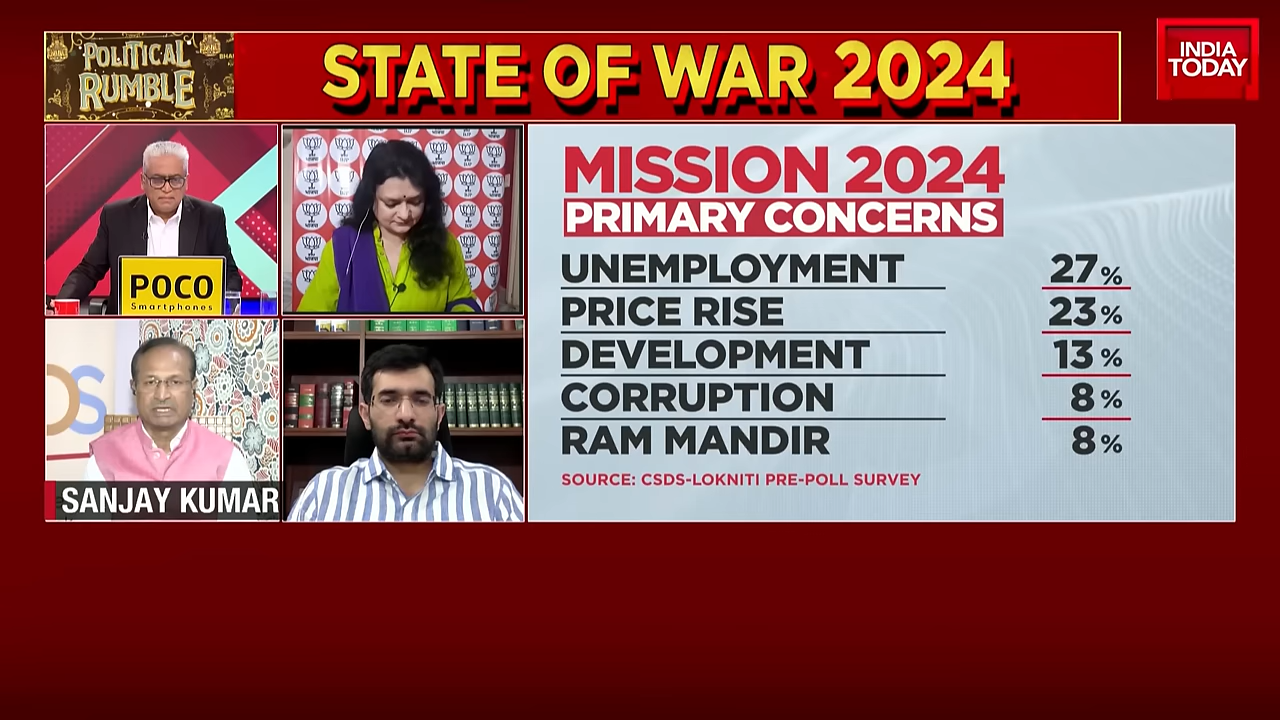 POLITICAL
RUMBLE
STATE OF WAR 2024
INDIA
TODAY
POCO
Smartphones
SANJAY KUMAR
MISSION 2024
PRIMARY CONCERNS
UNEMPLOYMENT 27%
PRICE RISE 23%
DEVELOPMENT 13%
CORRUPTION 8%
RAM MANDIR 8%
SOURCE: CSDS-LOKNITI PRE-POLL SURVEY